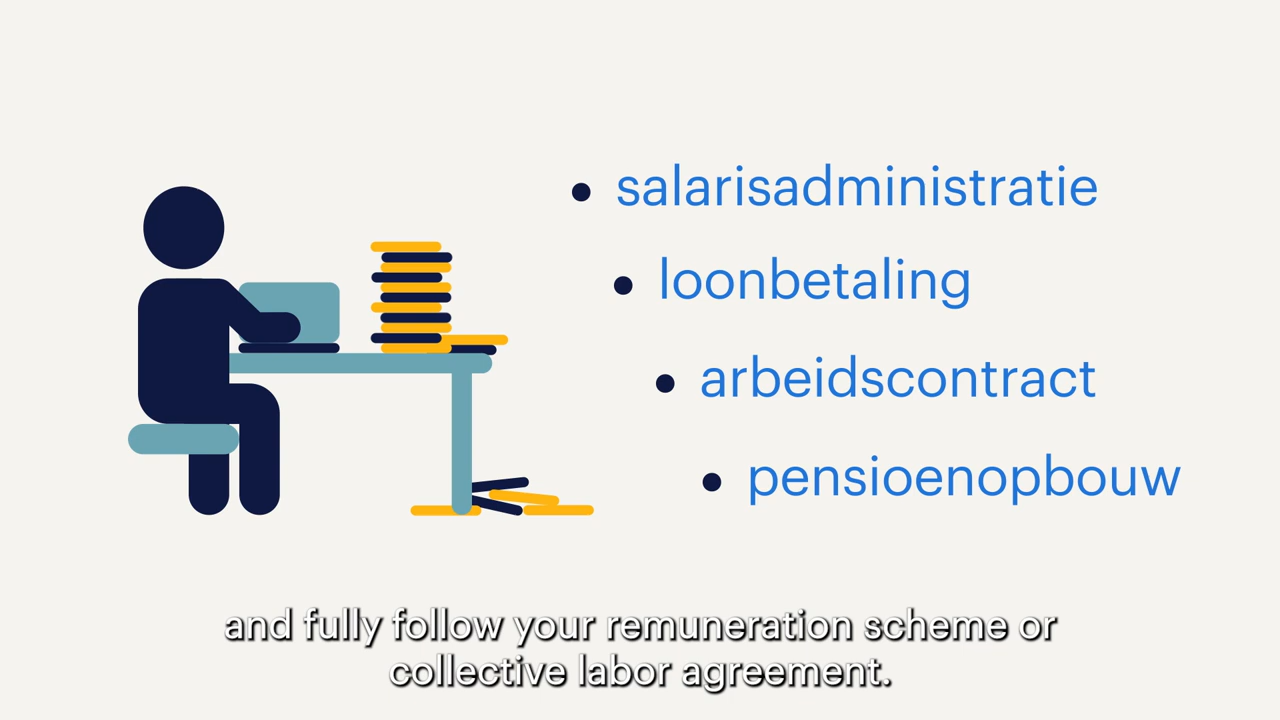 • salarisadministratie
• loonbetaling
• arbeidscontract
• pensioenopbouw
and fully follow your remuneration scheme or
collective labor agreement.